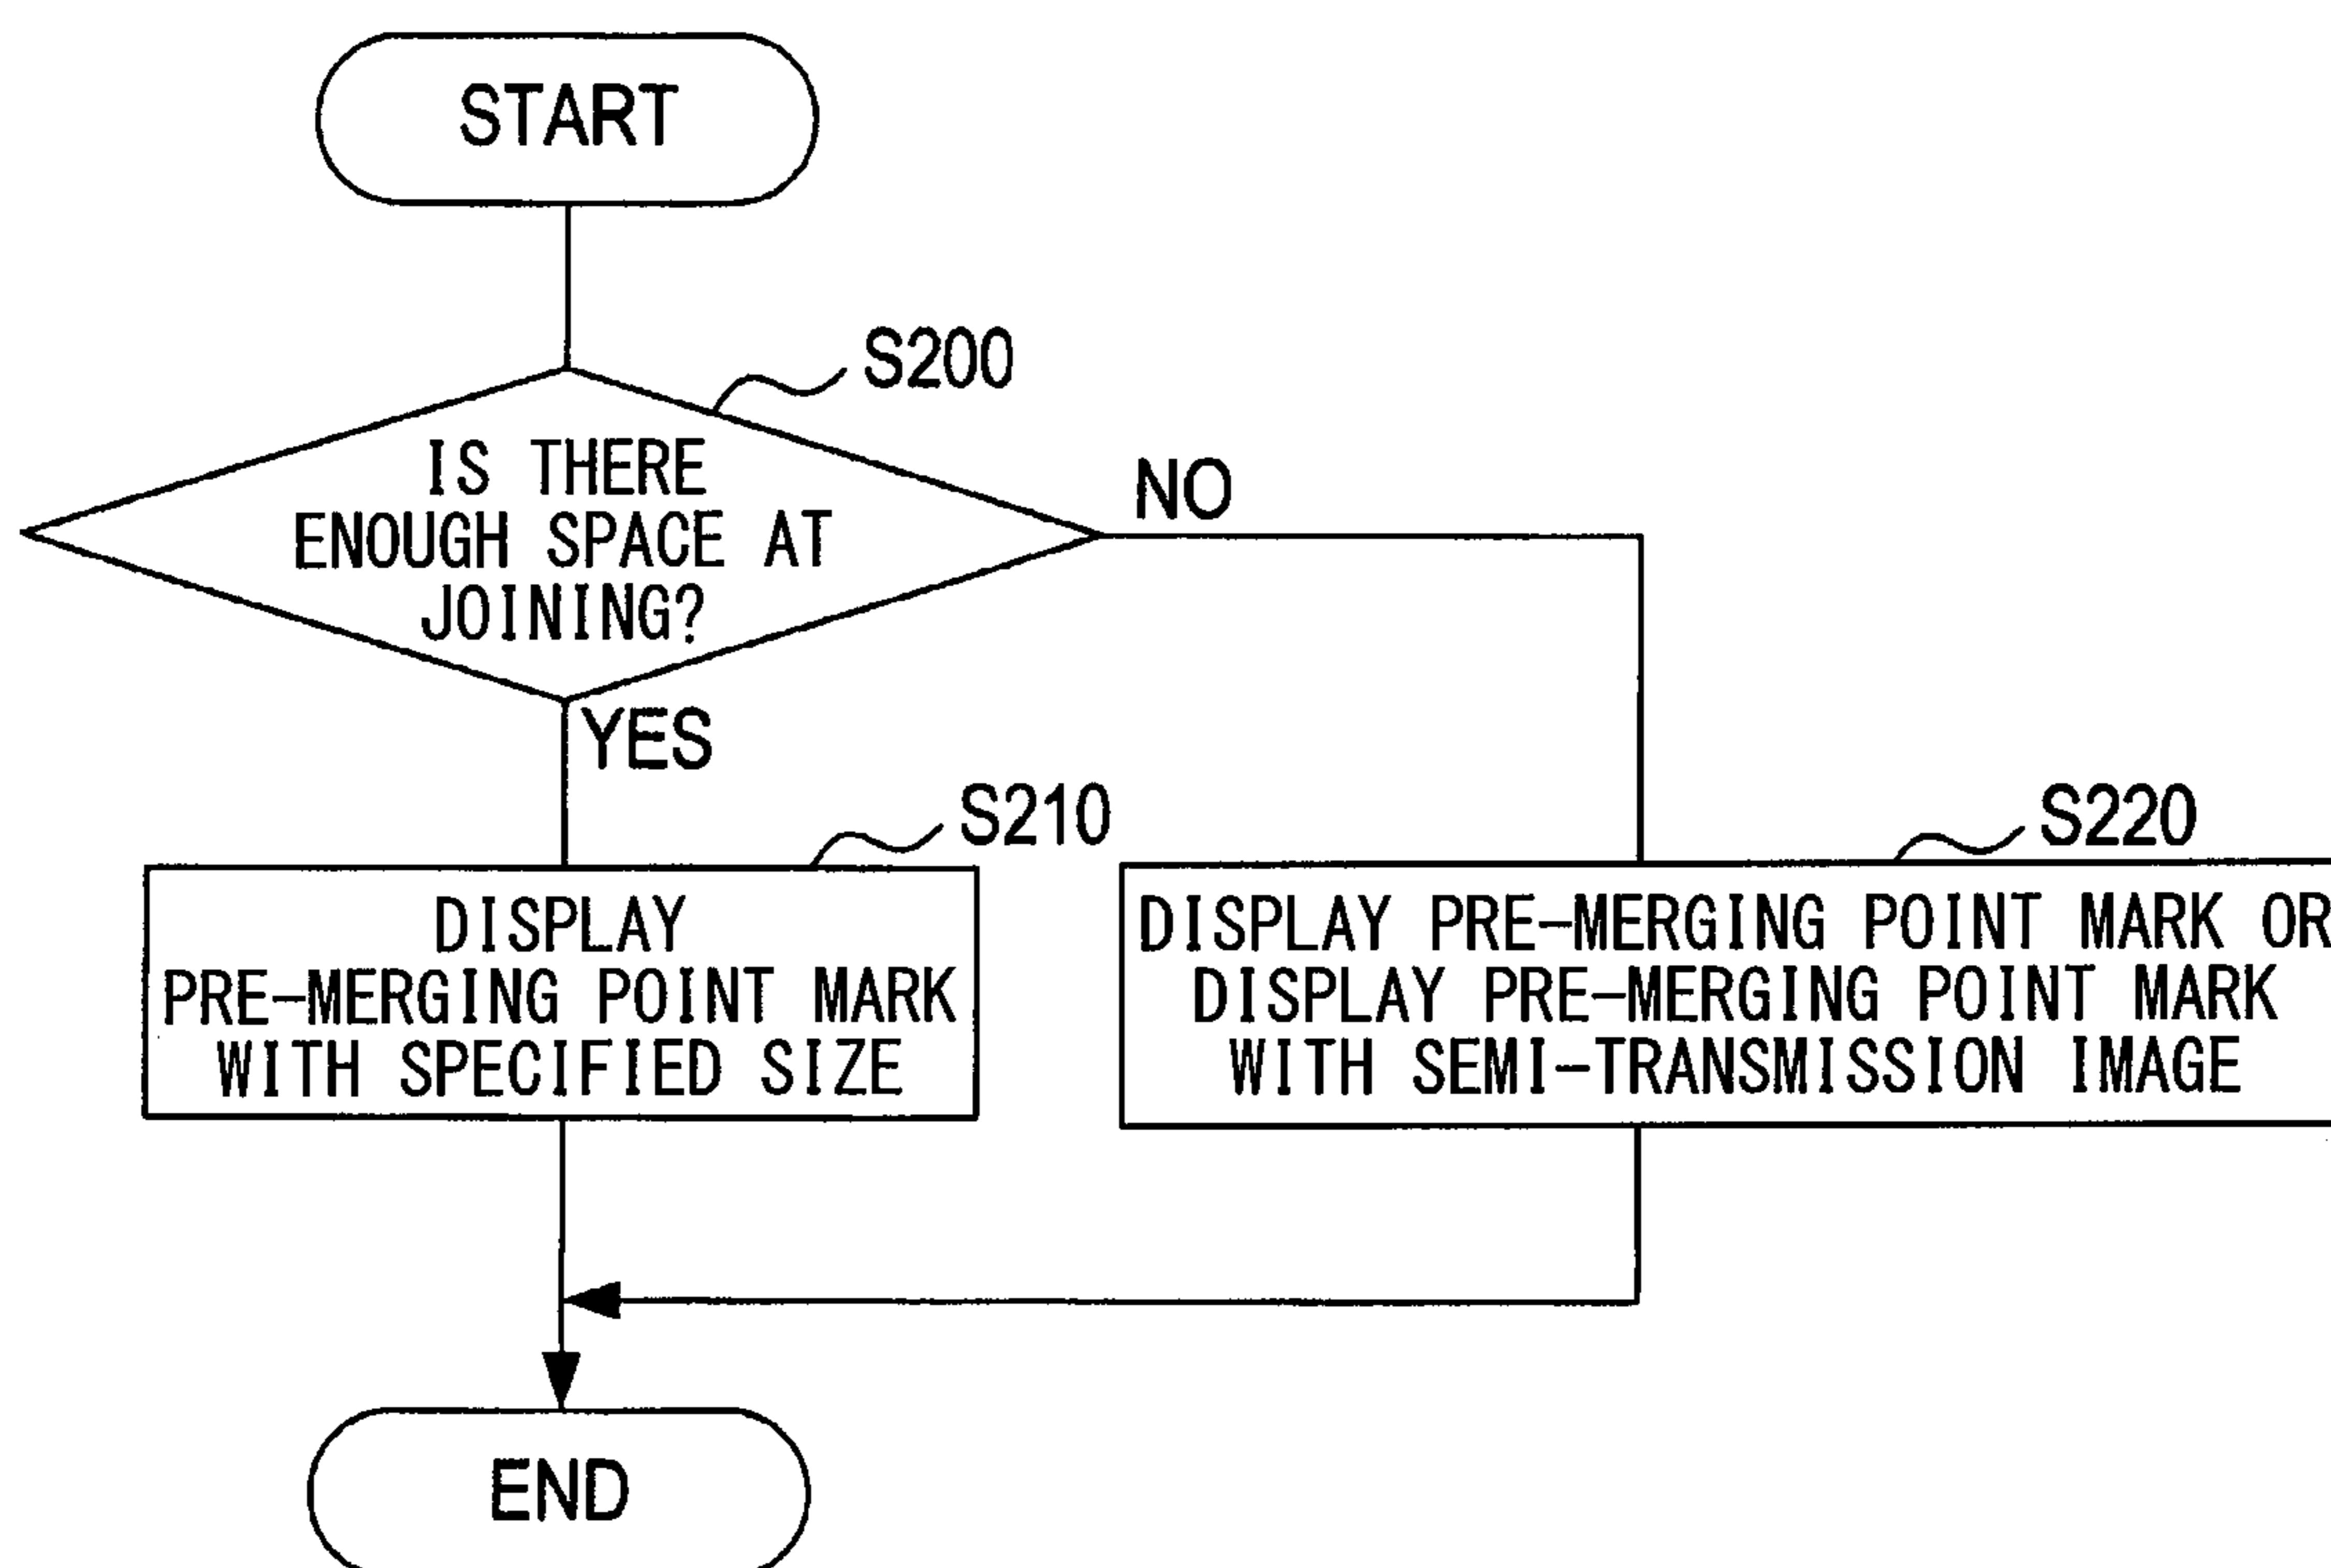 START
S200
IS THERE
ENOUGH SPACE AT
JOINING?
NO
YES
S210
DISPLAY
PRE-MERGING POINT MARK
WITH SPECIFIED SIZE
S220
DISPLAY PRE-MERGING POINT MARK OR
DISPLAY PRE-MERGING POINT MARK
WITH SEMI-TRANSMISSION IMAGE
END